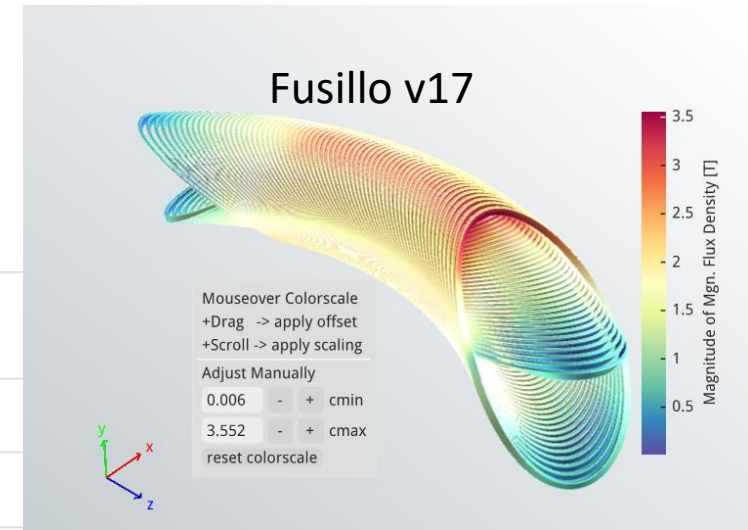 Fusillo v17
3.5
3
2.5
2
1.5
1
0.5
Magnitude of Mgn. Flux Density [T]
Mouseover Colorscale
+Drag -> apply offset
+Scroll -> apply scaling
Adjust Manually
0.006 - + cmin
3.552 - + cmax
reset colorscale
y
x
z